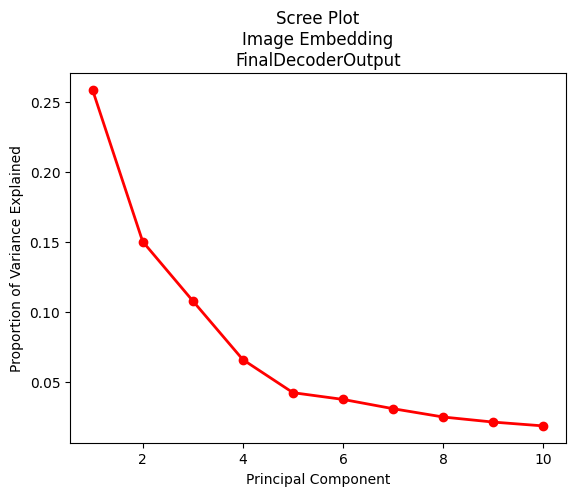 Scree Plot
Image Embedding
FinalDecoderOutput
Proportion of Variance Explained
0.25
0.20
0.15
0.10
0.05
2 4 6 8 10
Principal Component